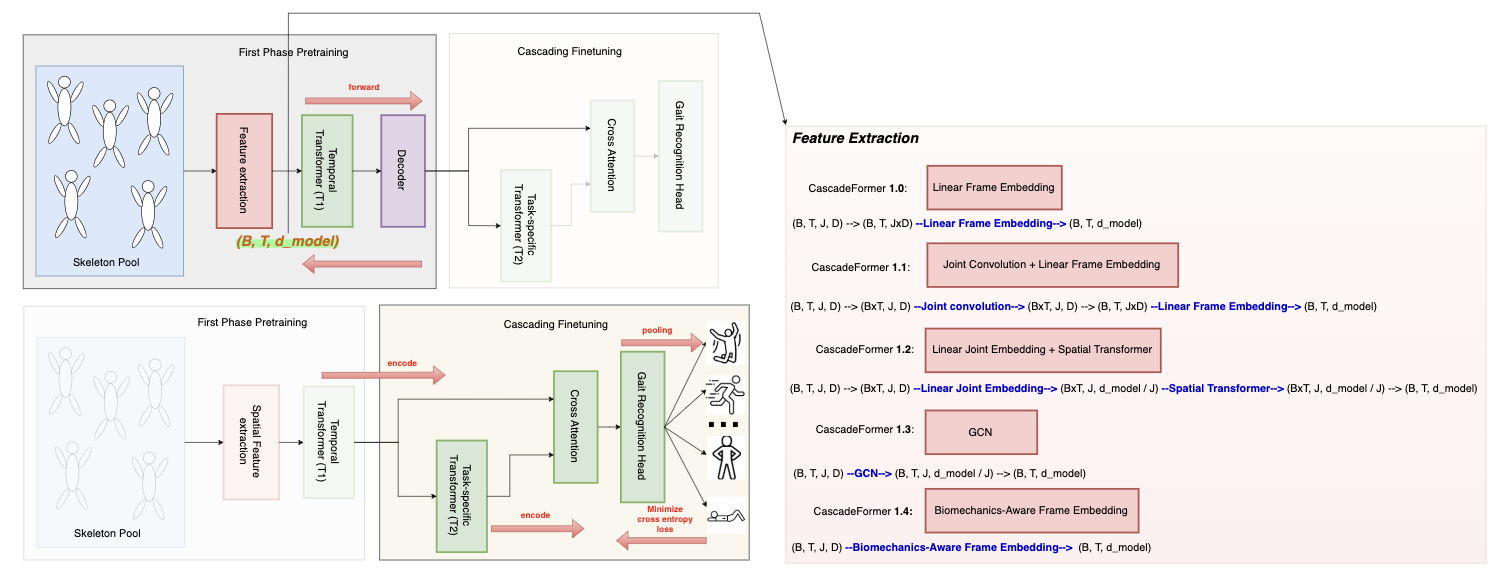 First Phase Pretraining
Skeleton Pool
Feature extraction
(B, T, d_model)
forward
Temporal
Transformer (T1)
Decoder
Cascading Finetuning
Task-specific
Transformer (T2)
Cross Attention
Gait Recognition Head
First Phase Pretraining
Skeleton Pool
Spatial Feature
extraction
Temporal
Transformer (T1)
encode
Cascading Finetuning
Task-specific
Transformer (T2)
encode
Cross Attention
Gait Recognition Head
pooling
Minimize
cross entropy
loss
Feature Extraction
CascadeFormer 1.0:
Linear Frame Embedding
(B, T, J, D) --> (B, T, JxD) --Linear Frame Embedding--> (B, T, d_model)
CascadeFormer 1.1:
Joint Convolution + Linear Frame Embedding
(B, T, J, D) --> (BxT, J, D) --Joint convolution--> (BxT, J, D) --> (B, T, JxD) --Linear Frame Embedding--> (B, T, d_model)
CascadeFormer 1.2:
Linear Joint Embedding + Spatial Transformer
(B, T, J, D) --> (BxT, J, D) --Linear Joint Embedding--> (BxT, J, d_model / J) --Spatial Transformer--> (BxT, J, d_model / J) --> (B, T, d_model)
CascadeFormer 1.3:
GCN
(B, T, J, D) --GCN--> (B, T, J, d_model / J) --> (B, T, d_model)
CascadeFormer 1.4:
Biomechanics-Aware Frame Embedding
(B, T, J, D) --Biomechanics-Aware Frame Embedding--> (B, T, d_model)